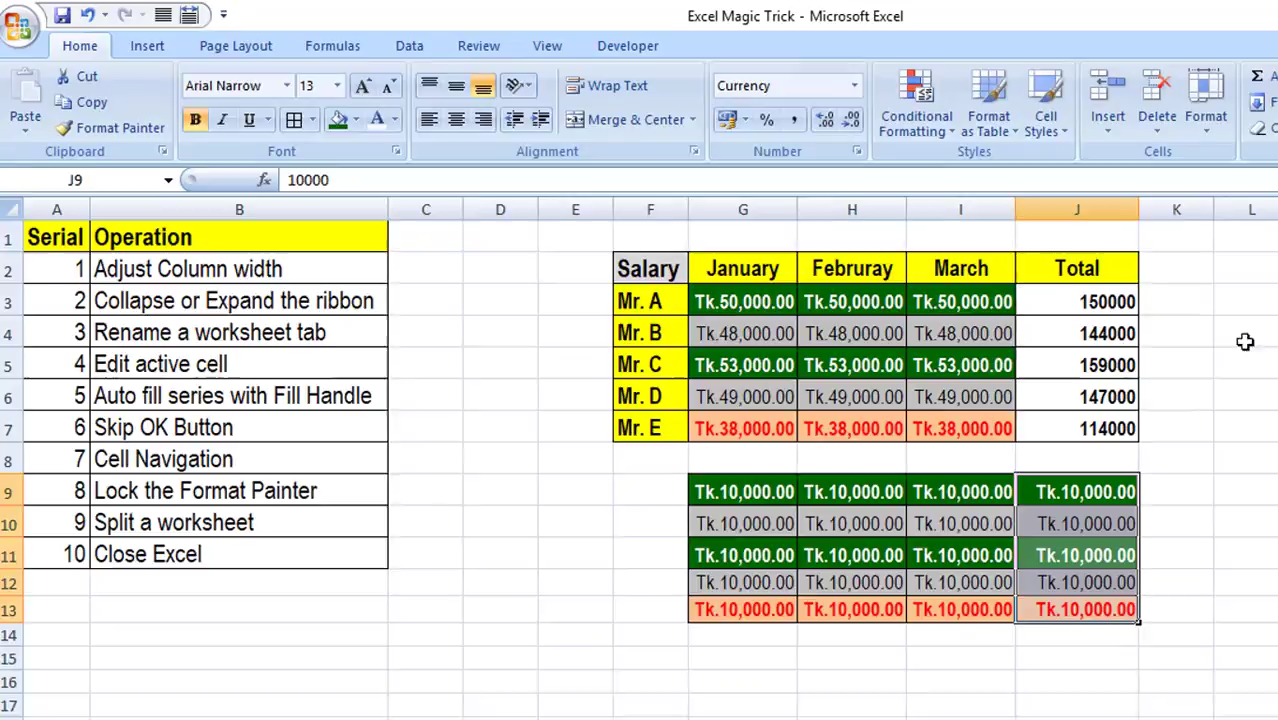 Excel Magic Trick - Microsoft Excel
Home Insert Page Layout Formulas Data Review View Developer
Paste Cut Copy Format Painter
Arial Narrow 13 A A
B I U A
Wrap Text
Merge & Center
Currency
% , .00 .00
Conditional Formatting Format as Table Cell Styles
Insert Delete Format
Σ
Clipboard Font Alignment Number Styles Cells
J9 fx 10000
A B C D E F G H I J K L
1 Serial Operation
2 1 Adjust Column width Salary January Februray March Total
3 2 Collapse or Expand the ribbon Mr. A Tk.50,000.00 Tk.50,000.00 Tk.50,000.00 150000
4 3 Rename a worksheet tab Mr. B Tk.48,000.00 Tk.48,000.00 Tk.48,000.00 144000
5 4 Edit active cell Mr. C Tk.53,000.00 Tk.53,000.00 Tk.53,000.00 159000
6 5 Auto fill series with Fill Handle Mr. D Tk.49,000.00 Tk.49,000.00 Tk.49,000.00 147000
7 6 Skip OK Button Mr. E Tk.38,000.00 Tk.38,000.00 Tk.38,000.00 114000
8 7 Cell Navigation
9 8 Lock the Format Painter Tk.10,000.00 Tk.10,000.00 Tk.10,000.00 Tk.10,000.00
10 9 Split a worksheet Tk.10,000.00 Tk.10,000.00 Tk.10,000.00 Tk.10,000.00
11 10 Close Excel Tk.10,000.00 Tk.10,000.00 Tk.10,000.00 Tk.10,000.00
12 Tk.10,000.00 Tk.10,000.00 Tk.10,000.00 Tk.10,000.00
13 Tk.10,000.00 Tk.10,000.00 Tk.10,000.00 Tk.10,000.00
14
15
16
17